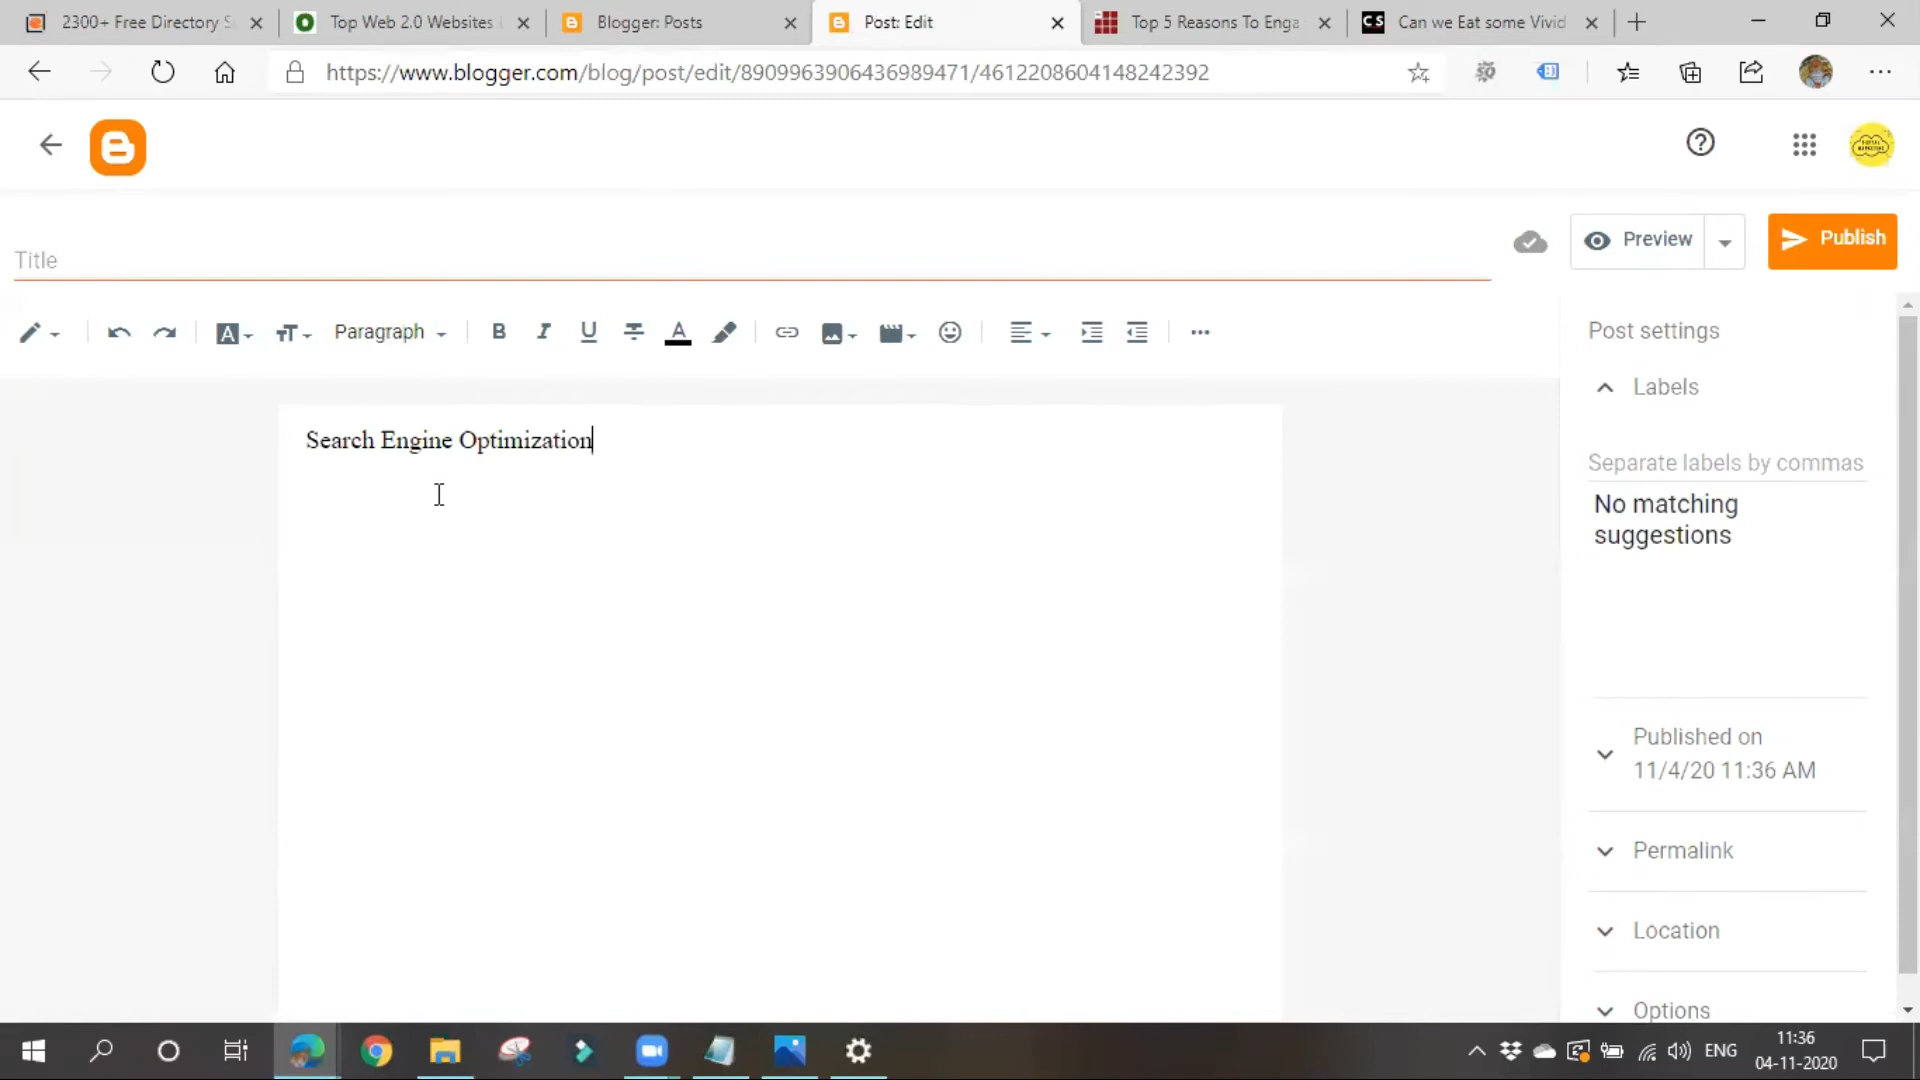 2300+ Free Directory S
Top Web 2.0 Websites
Blogger: Posts
Post: Edit
Top 5 Reasons To Enga
CS
Can we Eat some Vivid
https://www.blogger.com/blog/post/edit/8909963906436989471/4612208604148242392
Title
Preview
Publish
Paragraph
Search Engine Optimization
Post settings
Labels
Separate labels by commas
No matching
suggestions
Published on
11/4/20 11:36 AM
Permalink
Location
Options
ENG
11:36
04-11-2020